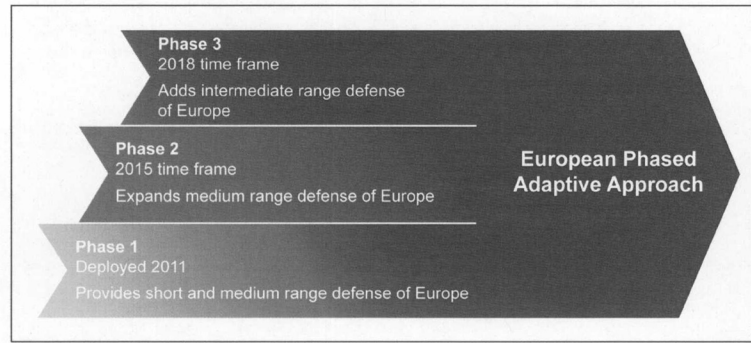 Phase 3
2018 time frame
Adds intermediate range defense
of Europe
Phase 2
2015 time frame
Expands medium range defense of Europe
Phase 1
Deployed 2011
Provides short and medium range defense of Europe
European Phased
Adaptive Approach